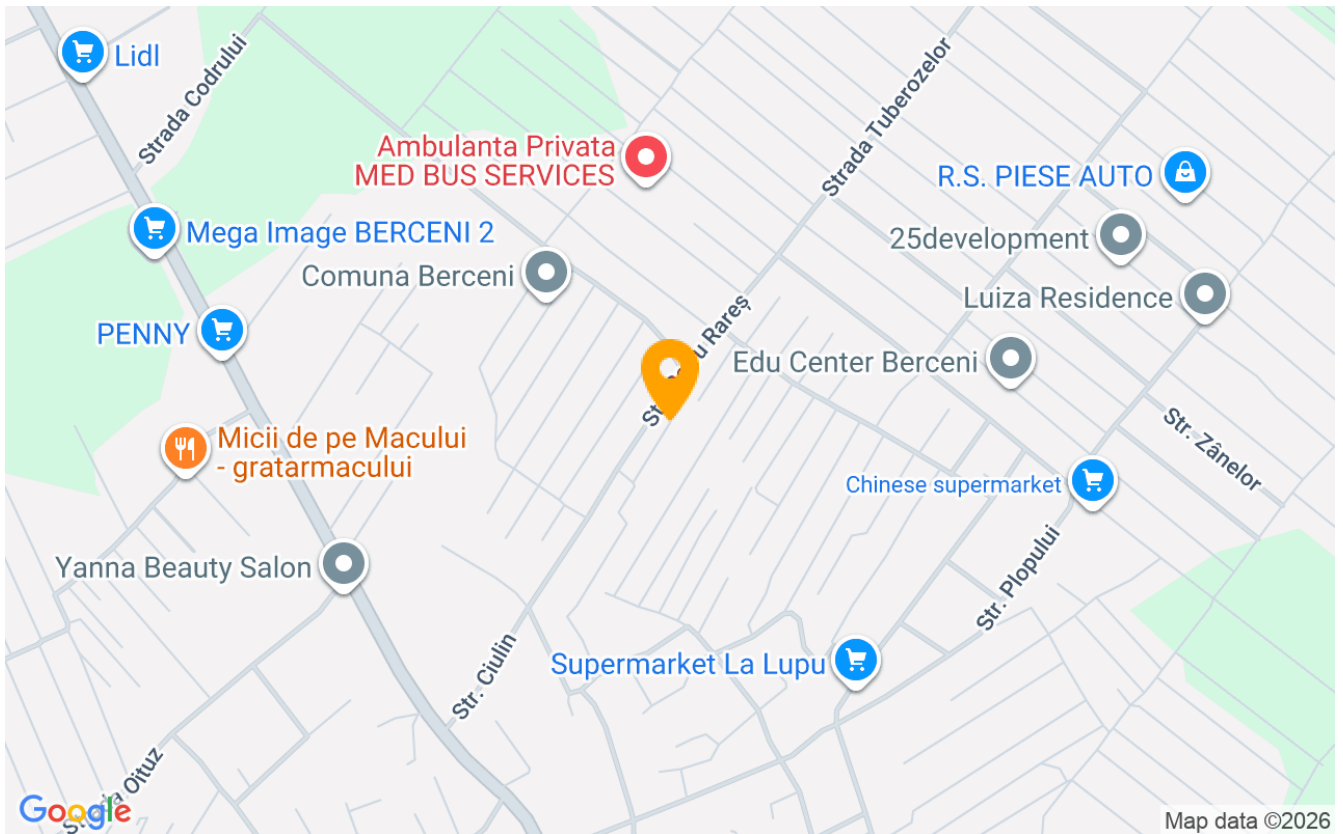 Lidl
Strada Codrului
Ambulanta Privata
MED BUS SERVICES
Strada Tuberozelor
R.S. PIESE AUTO
Mega Image BERCENI 2
25development
Comuna Berceni
Luiza Residence
PENNY
Rareș
Edu Center Berceni
Micii de pe Macului
- gratarmacului
Str. Zânelor
Chinese supermarket
Yanna Beauty Salon
Str. Plopului
Str. Ciulin
Supermarket La Lupu
Oituz
Google
Map data ©2026